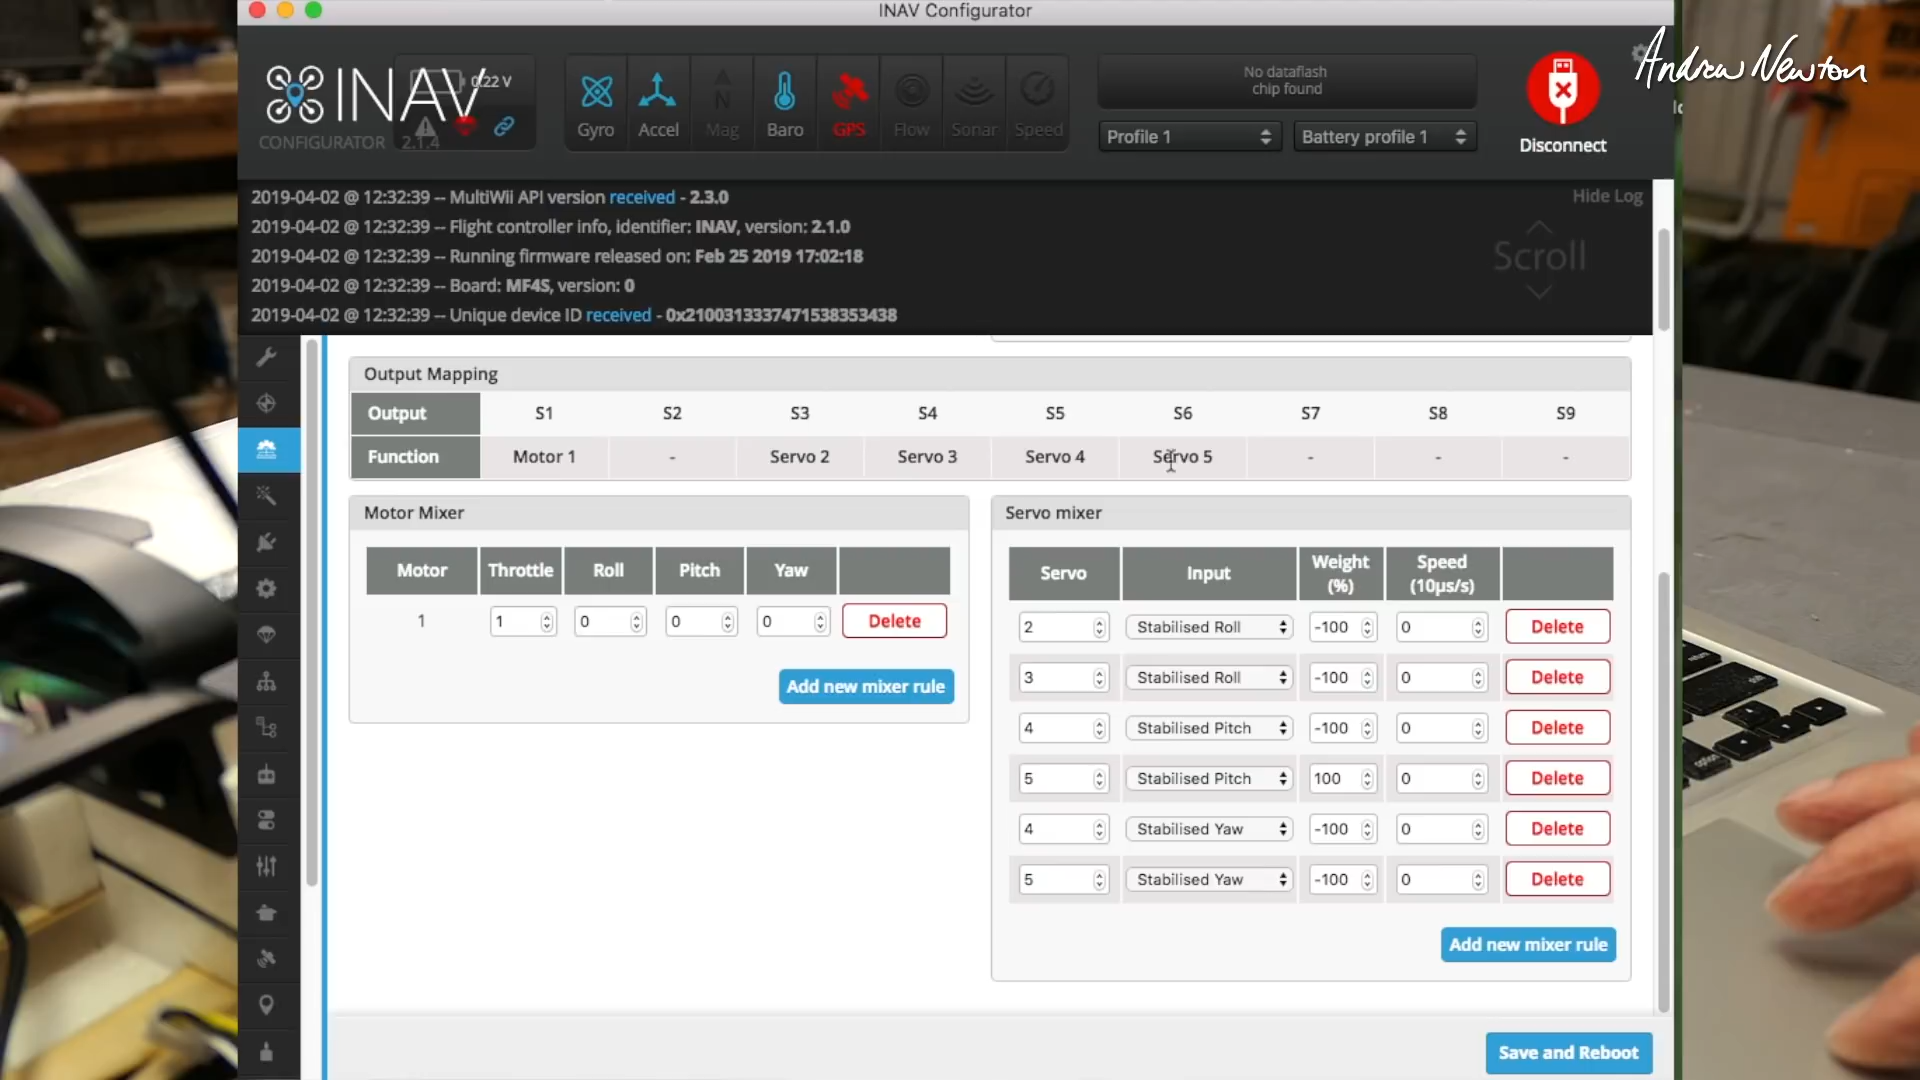 INAV Configurator
Andrew Newton
INAV
CONFIGURATOR 2.1.4
0.22 V
Gyro Accel Mag Baro GPS Flow Sonar Speed
No dataflash
chip found
Profile 1 Battery profile 1
Disconnect
Hide Log
Scroll
2019-04-02 @ 12:32:39 -- MultiWii API version received - 2.3.0
2019-04-02 @ 12:32:39 -- Flight controller info, identifier: INAV, version: 2.1.0
2019-04-02 @ 12:32:39 -- Running firmware released on: Feb 25 2019 17:02:18
2019-04-02 @ 12:32:39 -- Board: MF4S, version: 0
2019-04-02 @ 12:32:39 -- Unique device ID received - 0x2100313337471538353438
Output Mapping
Output S1 S2 S3 S4 S5 S6 S7 S8 S9
Function Motor 1 - Servo 2 Servo 3 Servo 4 Servo 5 - - -
Motor Mixer
Motor Throttle Roll Pitch Yaw
1 1 0 0 0 Delete
Add new mixer rule
Servo mixer
Servo Input Weight (%) Speed (10µs/s)
2 Stabilised Roll -100 0 Delete
3 Stabilised Roll -100 0 Delete
4 Stabilised Pitch -100 0 Delete
5 Stabilised Pitch 100 0 Delete
4 Stabilised Yaw -100 0 Delete
5 Stabilised Yaw -100 0 Delete
Add new mixer rule
Save and Reboot